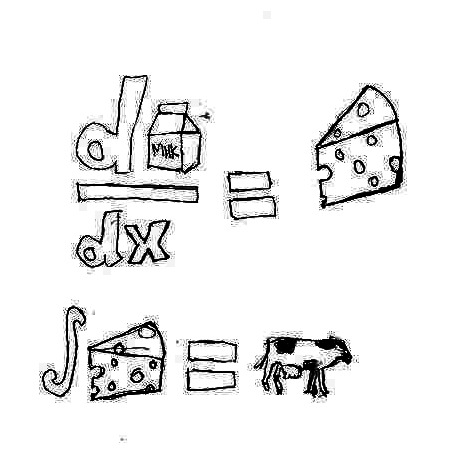 d MILK =
dx
∫ =